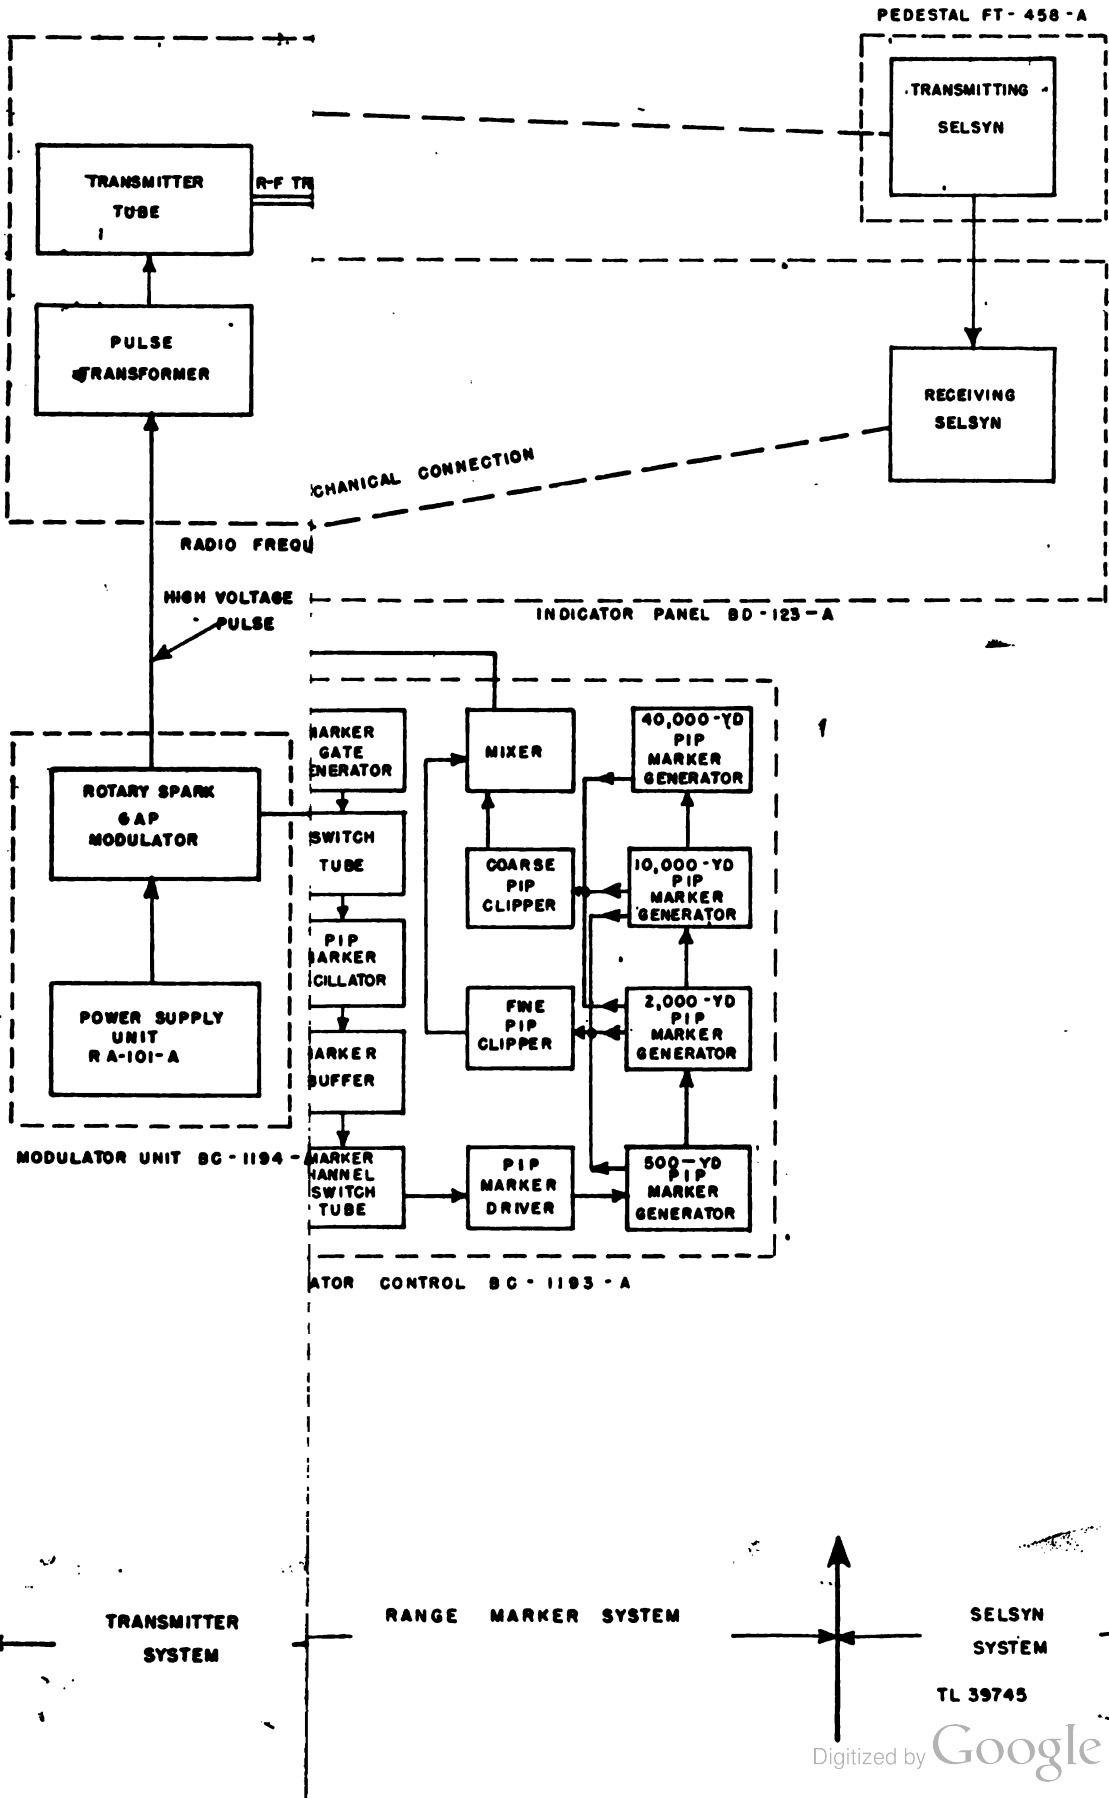 PEDESTAL FT-458-A
TRANSMITTING
SELSYN
TRANSMITTER
TUBE
R-F TR
PULSE
TRANSFORMER
RECEIVING
SELSYN
CHANICAL CONNECTION
RADIO FREQU
HIGH VOLTAGE
PULSE
INDICATOR PANEL BD-123-A
ROTARY SPARK
GAP
MODULATOR
POWER SUPPLY
UNIT
RA-101-A
MODULATOR UNIT BC-1194-
MARKER
GATE
ENERATOR
SWITCH
TUBE
PIP
ARKER
CILLATOR
ARKER
BUFFER
MARKER
HANNEL
SWITCH
TUBE
MIXER
COARSE
PIP
CLIPPER
FINE
PIP
CLIPPER
PIP
MARKER
DRIVER
40,000-YD
PIP
MARKER
GENERATOR
10,000-YD
PIP
MARKER
GENERATOR
2,000-YD
PIP
MARKER
GENERATOR
500-YD
PIP
MARKER
GENERATOR
ATOR CONTROL BC-1193-A
TRANSMITTER
SYSTEM
RANGE MARKER SYSTEM
SELSYN
SYSTEM
TL 39745
Digitized by Google